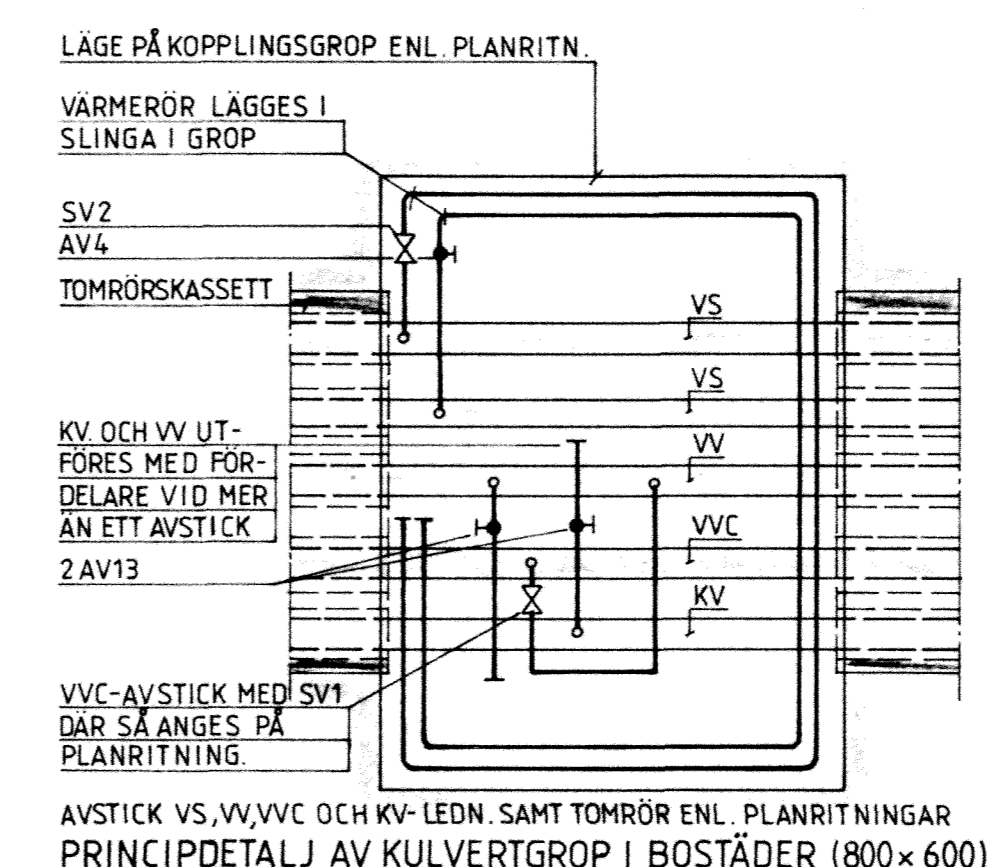 LÄGE PÅ KOPPLINGSGROP ENL. PLANRITN.
VÄRMERÖR LÄGGES I
SLINGA I GROP
SV2
AV4
TOMRÖRSKASSETT
VS
VS
KV. OCH VV UT-
FÖRES MED FÖR-
DELARE VID MER
ÄN ETT AVSTICK
VV
VVC
2 AV13
KV
VVC-AVSTICK MED SV1
DÄR SÅ ANGES PÅ
PLANRITNING.
AVSTICK VS, VV, VVC OCH KV-LEDN. SAMT TOMRÖR ENL. PLANRITNINGAR
PRINCIPDETALJ AV KULVERTGROP I BOSTÄDER (800 x 600)